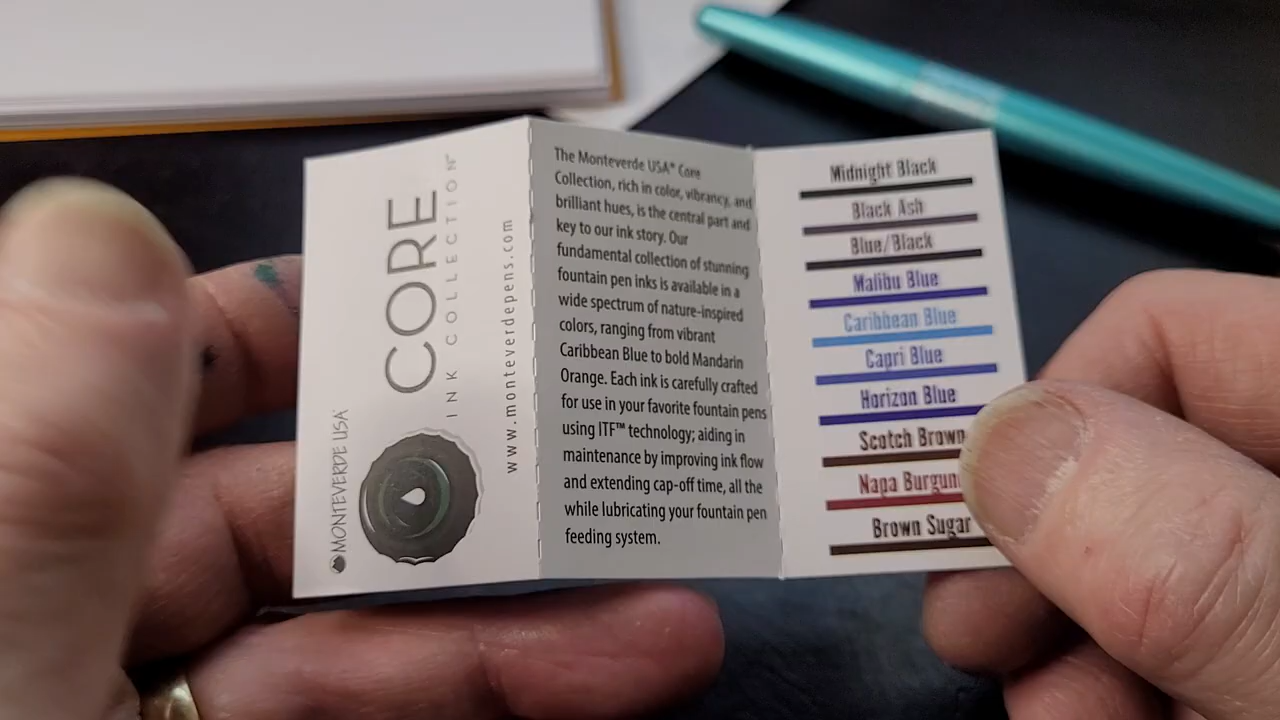 MONTEVERDE USA
CORE
INK COLLECTION
www.monteverdepens.com
The Monteverde USA® Core
Collection, rich in color, vibrancy, and
brilliant hues, is the central part and
key to our ink story. Our
fundamental collection of stunning
fountain pen inks is available in a
wide spectrum of nature-inspired
colors, ranging from vibrant
Caribbean Blue to bold Mandarin
Orange. Each ink is carefully crafted
for use in your favorite fountain pens
using ITF™ technology; aiding in
maintenance by improving ink flow
and extending cap-off time, all the
while lubricating your fountain pen
feeding system.
Midnight Black
Black Ash
Blue/Black
Malibu Blue
Caribbean Blue
Capri Blue
Horizon Blue
Scotch Brown
Napa Burgun
Brown Sugar